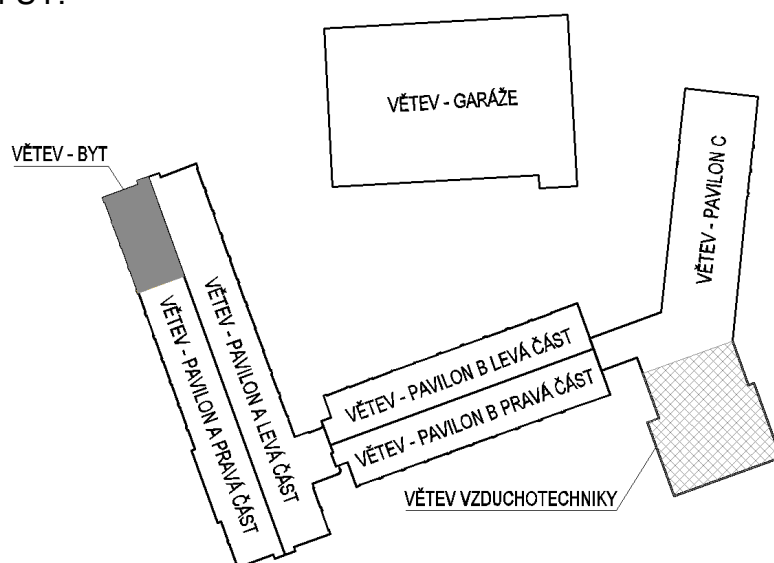 VĚTEV - GARÁŽE
VĚTEV - BYT
VĚTEV - PAVILON C
VĚTEV - PAVILON A LEVÁ ČÁST
VĚTEV - PAVILON A PRAVÁ ČÁST
VĚTEV - PAVILON B LEVÁ ČÁST
VĚTEV - PAVILON B PRAVÁ ČÁST
VĚTEV VZDUCHOTECHNIKY